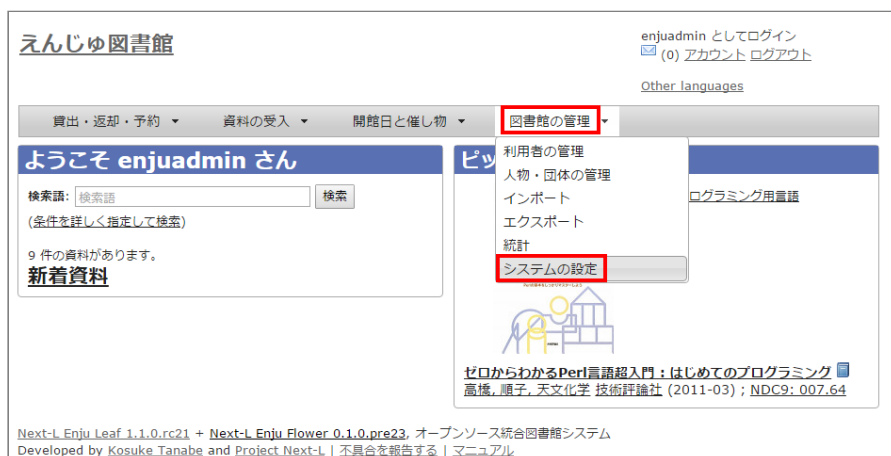 えんじゅ図書館
enjuadmin としてログイン
(0) アカウント ログアウト
Other languages
貸出・返却・予約 ▼ 資料の受入 ▼ 開館日と催し物 ▼ 図書館の管理 ▼
ようこそ enjuadmin さん
検索語: 検索語 検索
(条件を詳しく指定して検索)
9 件の資料があります。
新着資料
ピッ
利用者の管理
人物・団体の管理
インポート
エクスポート
統計
システムの設定
ログラミング用言語
ゼロからわかるPerl言語超入門 : はじめてのプログラミング
高橋, 順子, 天文化学 技術評論社 (2011-03) ; NDC9: 007.64
Next-L Enju Leaf 1.1.0.rc21 + Next-L Enju Flower 0.1.0.pre23, オープンソース統合図書館システム
Developed by Kosuke Tanabe and Project Next-L | 不具合を報告する | マニュアル